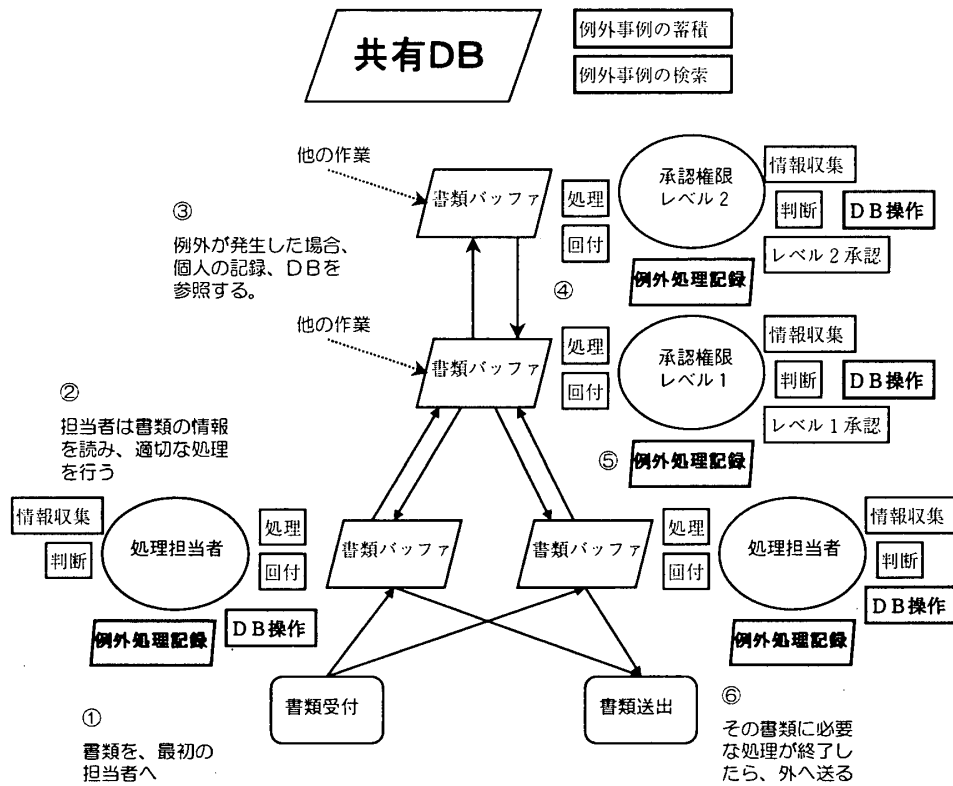 共有DB
例外事例の蓄積
例外事例の検索
他の作業
書類バッファ
処理
回付
承認権限
レベル2
情報収集
判断
DB操作
レベル2承認
例外処理記録
③
例外が発生した場合、
個人の記録、DBを
参照する。
④
他の作業
書類バッファ
処理
回付
承認権限
レベル1
情報収集
判断
DB操作
レベル1承認
⑤
例外処理記録
②
担当者は書類の情報
を読み、適切な処理
を行う
情報収集
判断
処理担当者
処理
回付
例外処理記録
DB操作
書類バッファ
書類バッファ
処理
回付
処理担当者
情報収集
判断
DB操作
例外処理記録
書類受付
書類送出
①
書類を、最初の
担当者へ
⑥
その書類に必要
な処理が終了し
たら、外へ送る